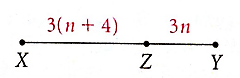 3(n + 4) 3n
X Z Y